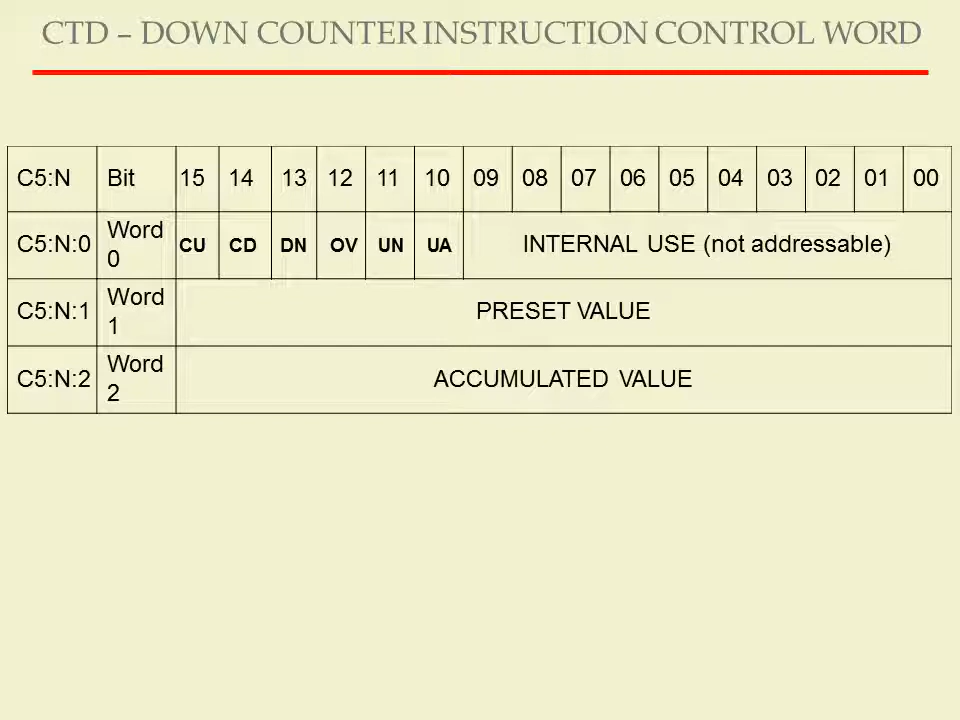 CTD – DOWN COUNTER INSTRUCTION CONTROL WORD
C5:N Bit 15 14 13 12 11 10 09 08 07 06 05 04 03 02 01 00
C5:N:0 Word 0 CU CD DN OV UN UA INTERNAL USE (not addressable)
C5:N:1 Word 1 PRESET VALUE
C5:N:2 Word 2 ACCUMULATED VALUE